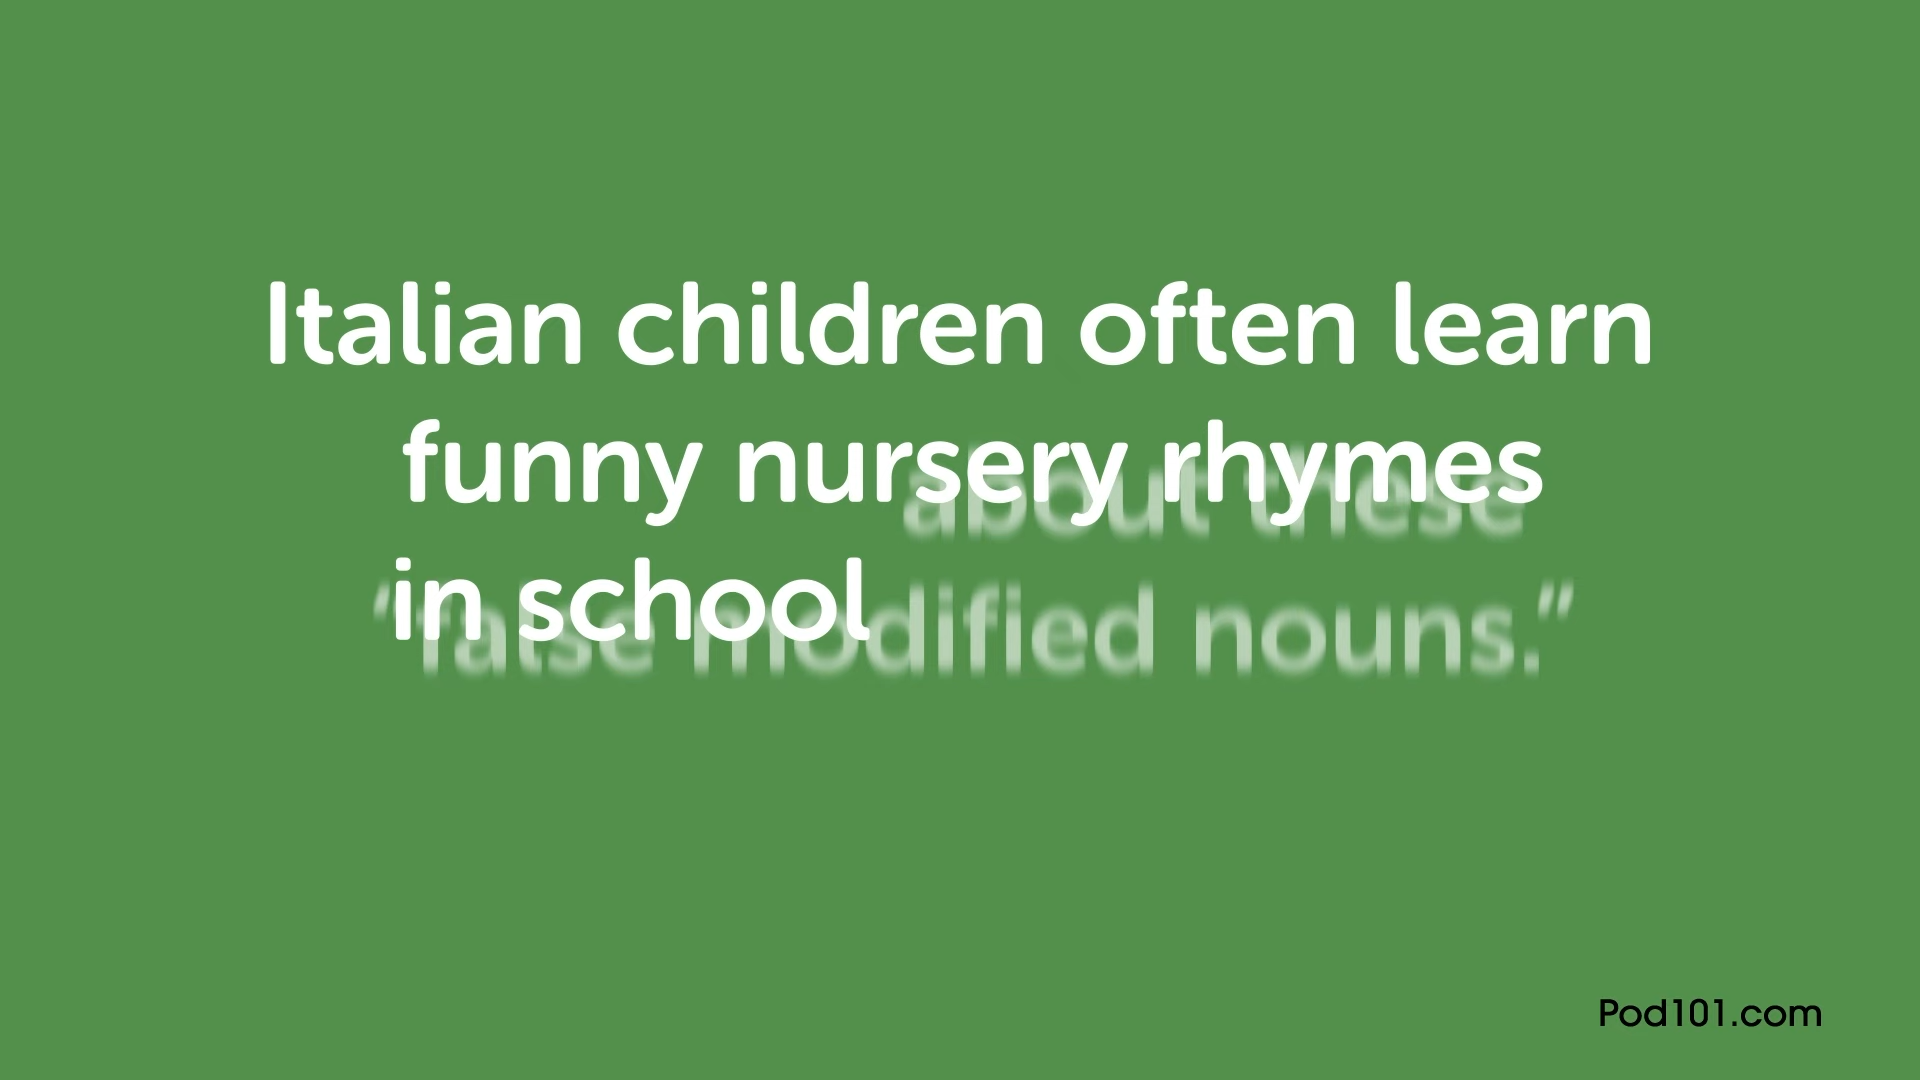 Italian children often learn
funny nursery rhymes
in school about these
“false modified nouns.”
Pod101.com